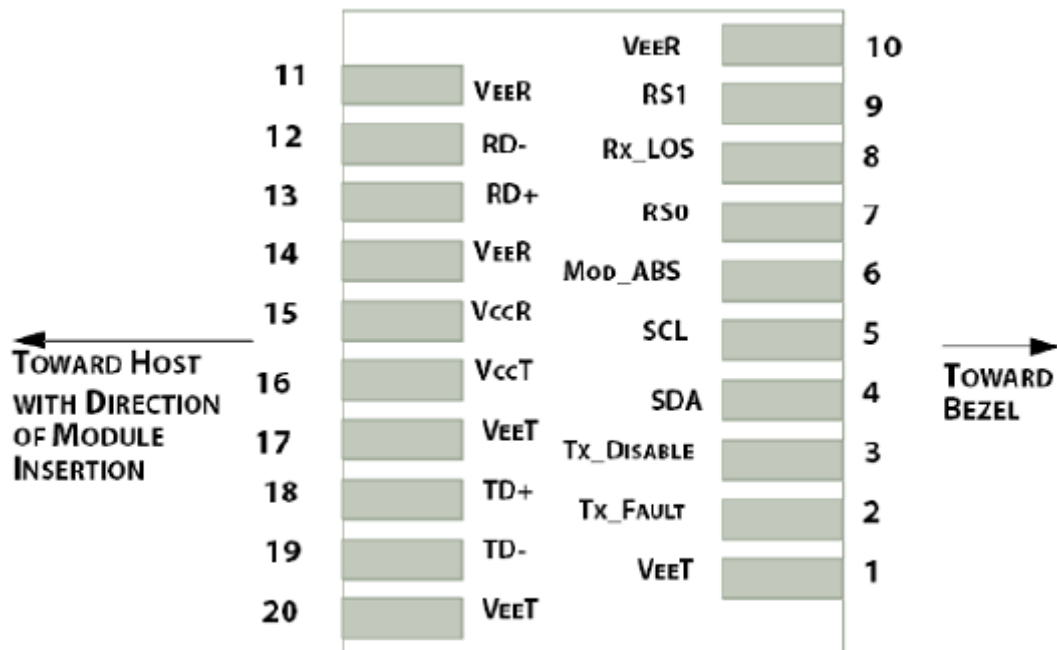 VEER 10
11 VEER
RS1 9
12 RD-
Rx_LOS 8
13 RD+
RS0 7
14 VEER
MOD_ABS 6
15 VCCR
SCL 5
TOWARD HOST
WITH DIRECTION
OF MODULE
INSERTION
TOWARD
BEZEL
16 VCCT
SDA 4
17 VEET
TX_DISABLE 3
18 TD+
TX_FAULT 2
19 TD-
VEET 1
20 VEET